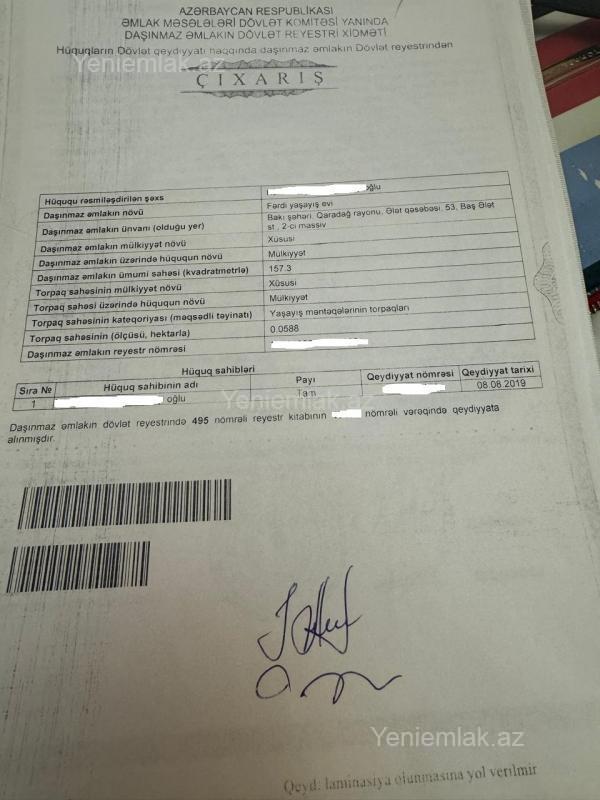 AZƏRBAYCAN RESPUBLİKASI
ƏMLAK MƏSƏLƏLƏRİ DÖVLƏT KOMİTƏSİ YANINDA
DAŞINMAZ ƏMLAKIN DÖVLƏT REYESTRİ XİDMƏTİ
Hüquqların Dövlət qeydiyyatı haqqında daşınmaz əmlakın Dövlət reyestrindən
Yeniemlak.az
ÇIXARIŞ
Hüququ rəsmiləşdirilən şəxs oğlu
Daşınmaz əmlakın növü Fərdi yaşayış evi
Daşınmaz əmlakın ünvanı (olduğu yer) Bakı şəhəri, Qaradağ rayonu, Ələt qəsəbəsi, 53, Baş Ələt
st., 2-ci massiv
Daşınmaz əmlakın mülkiyyət növü Xüsusi
Daşınmaz əmlakın üzərində hüququn növü Mülkiyyət
Daşınmaz əmlakın ümumi sahəsi (kvadratmetrlə) 157.3
Torpaq sahəsinin mülkiyyət növü Xüsusi
Torpaq sahəsi üzərində hüququn növü Mülkiyyət
Torpaq sahəsinin kateqoriyası (məqsədli təyinatı) Yaşayış məntəqələrinin torpaqları
Torpaq sahəsinin (ölçüsü, hektarla) 0.0588
Daşınmaz əmlakın reyestr nömrəsi
Hüquq sahibləri
Sıra № Hüquq sahibinin adı Payı Qeydiyyat nömrəsi Qeydiyyat tarixi
1 oğlu Tam 08.08.2019
Yeniemlak.az
Daşınmaz əmlakın dövlət reyestrində 495 nömrəli reyestr kitabının nömrəli vərəqində qeydiyyata
alınmışdır.
Yeniemlak.az
Qeyd: laminasiya olunmasına yol verilmir